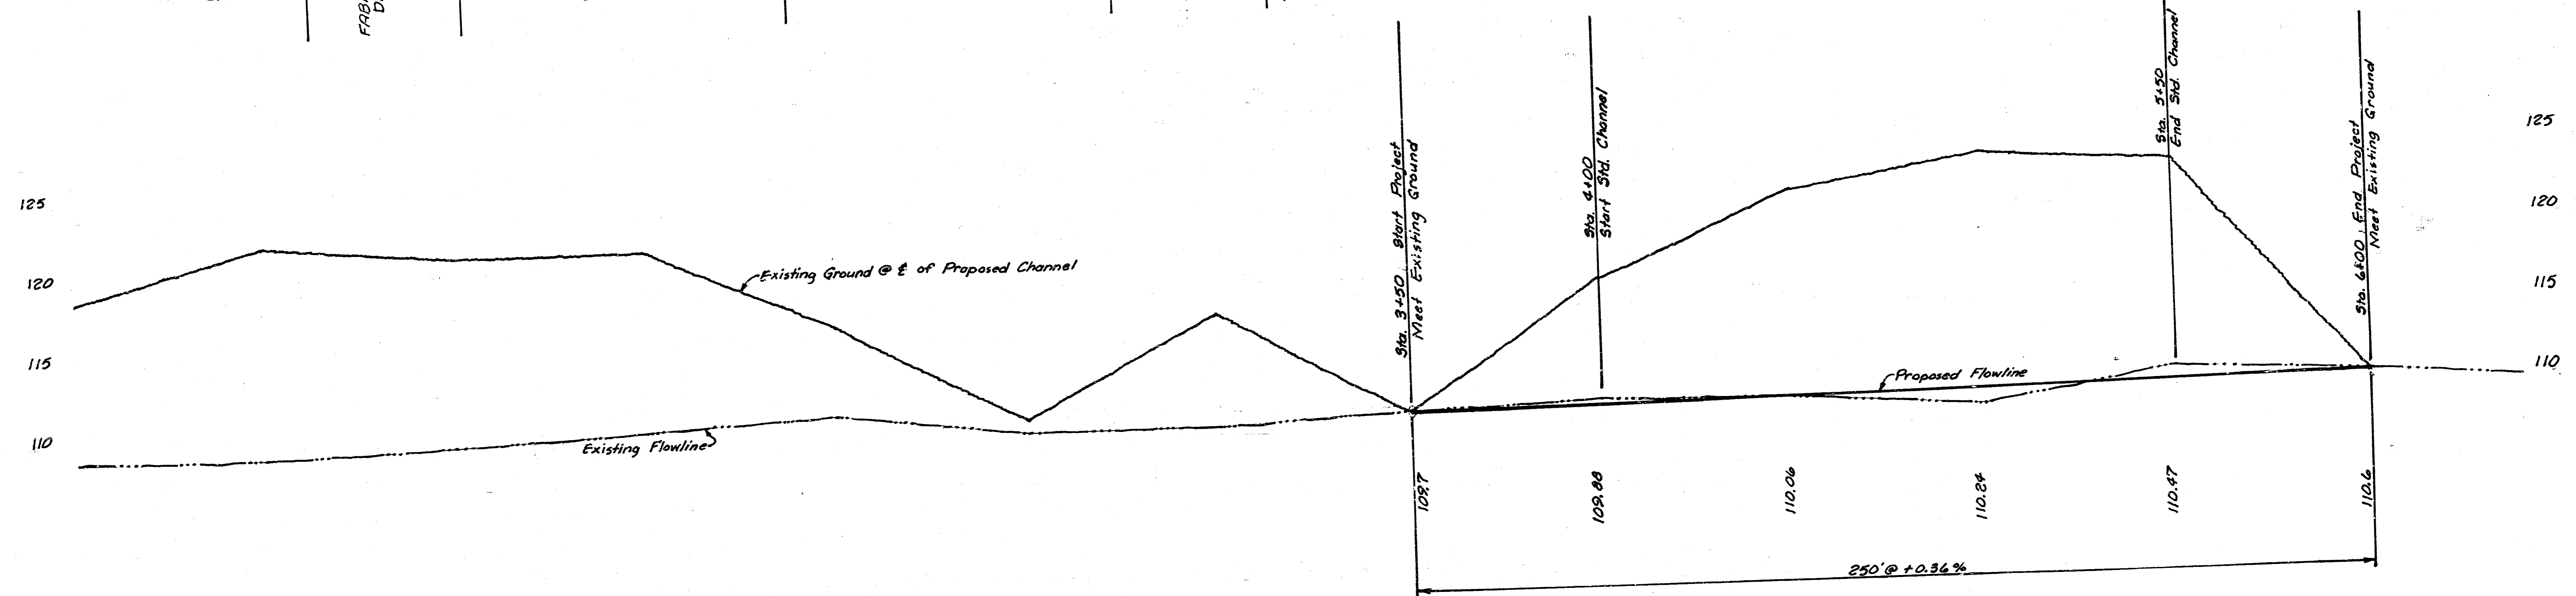 FAB
D
125
120
115
110
Existing Ground @ ℄ of Proposed Channel
Existing Flowline
Sta. 3+50 Start Project
Meet Existing Ground
Sta. 4+00
Start Std. Channel
Sta. 5+50
End Std. Channel
Sta. 6+00 End Project
Meet Existing Ground
Proposed Flowline
125
120
115
110
109.7
109.88
110.06
110.24
110.47
110.6
250' @ +0.36%